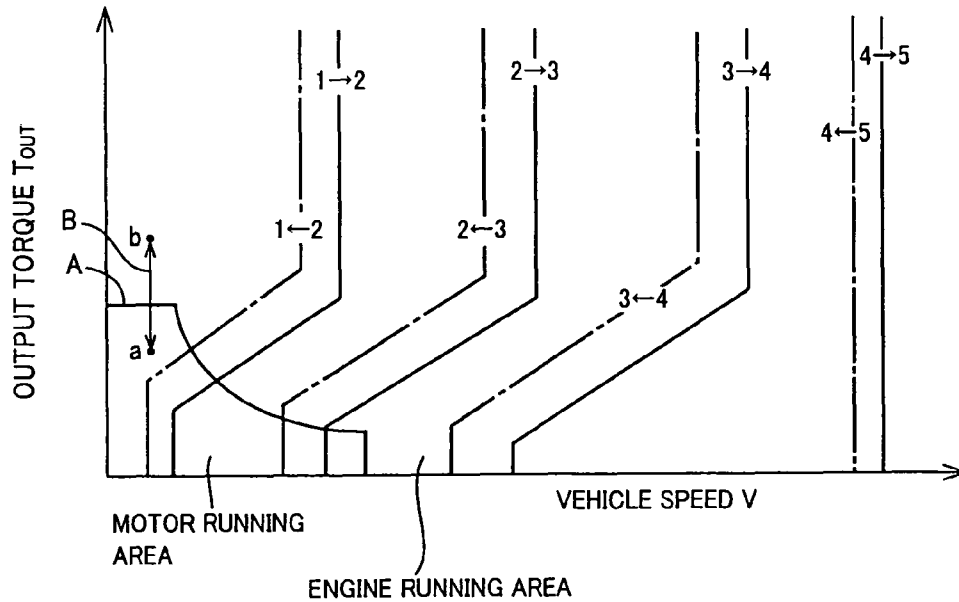 OUTPUT TORQUE TOUT
1→2
2→3
3→4
4→5
4←5
B
b
1←2
2←3
A
3←4
a
VEHICLE SPEED V
MOTOR RUNNING
AREA
ENGINE RUNNING AREA